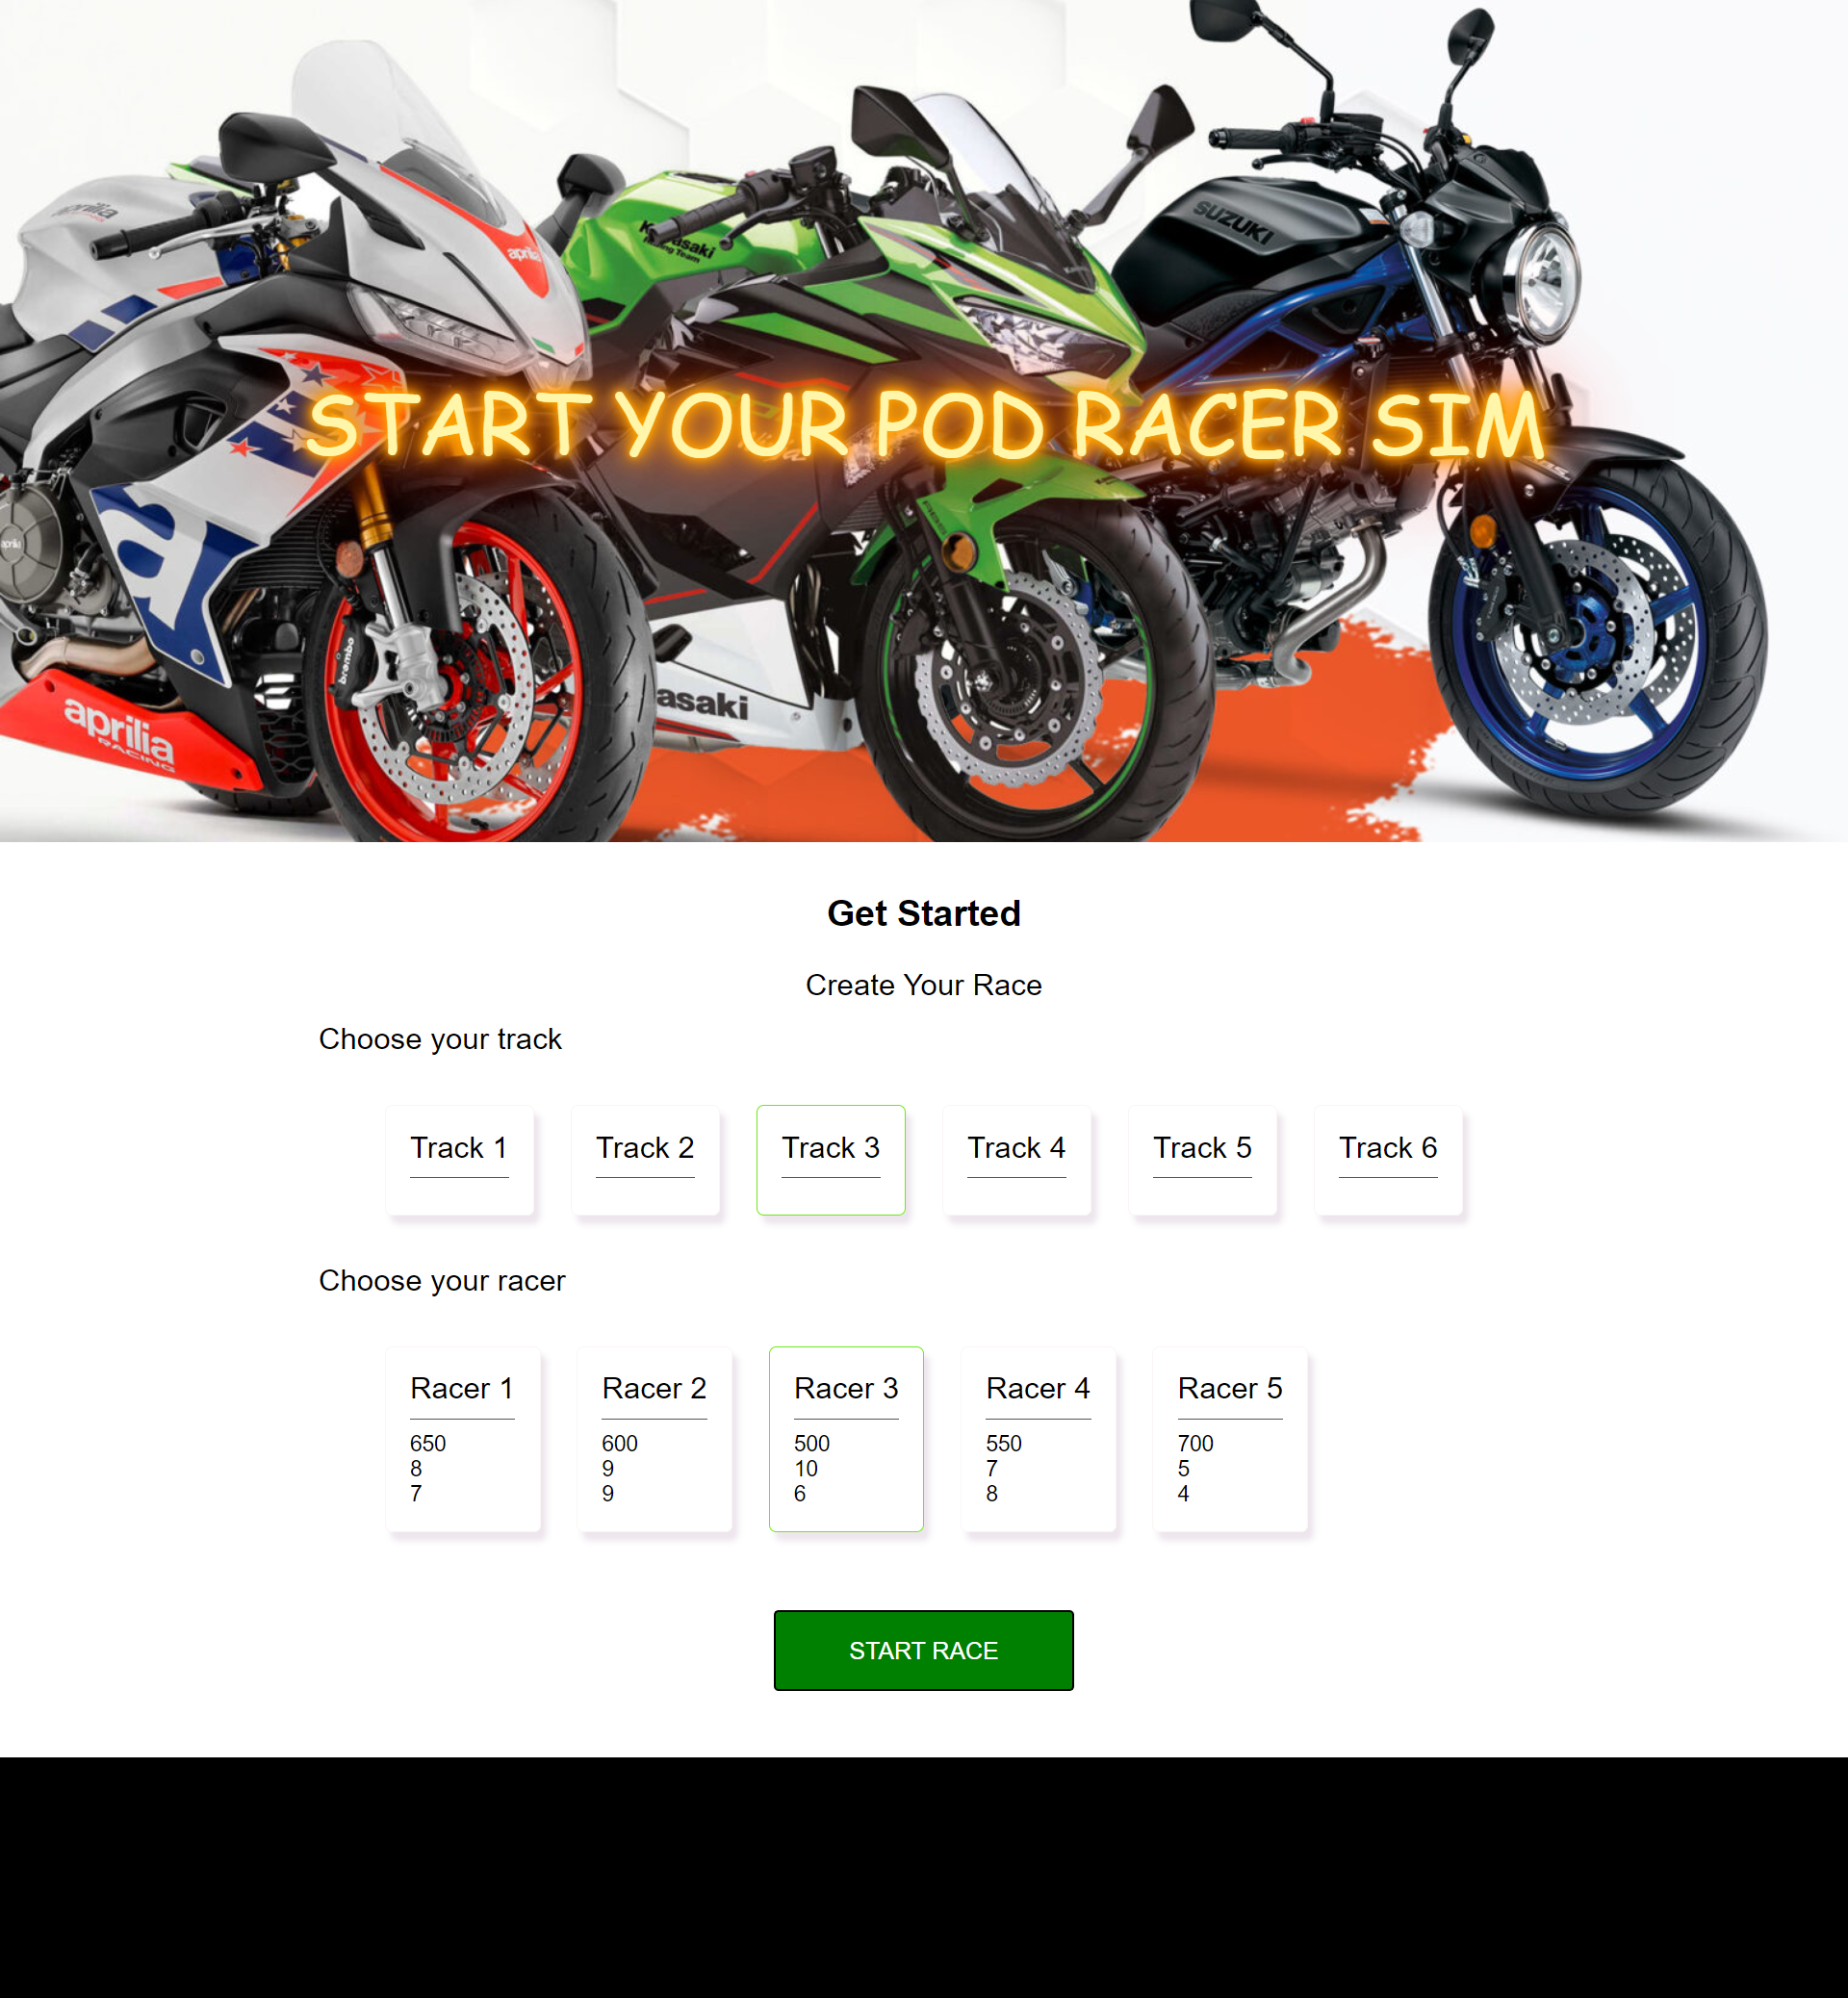 SUZUKI
aprilia
Kawasaki
Racing Team
aprilia
START YOUR POD RACER SIM
aprilia
brembo
asaki
aprilia
RACING
Get Started
Create Your Race
Choose your track
Track 1 Track 2 Track 3 Track 4 Track 5 Track 6
Choose your racer
Racer 1 Racer 2 Racer 3 Racer 4 Racer 5
650 600 500 550 700
8 9 10 7 5
7 9 6 8 4
START RACE